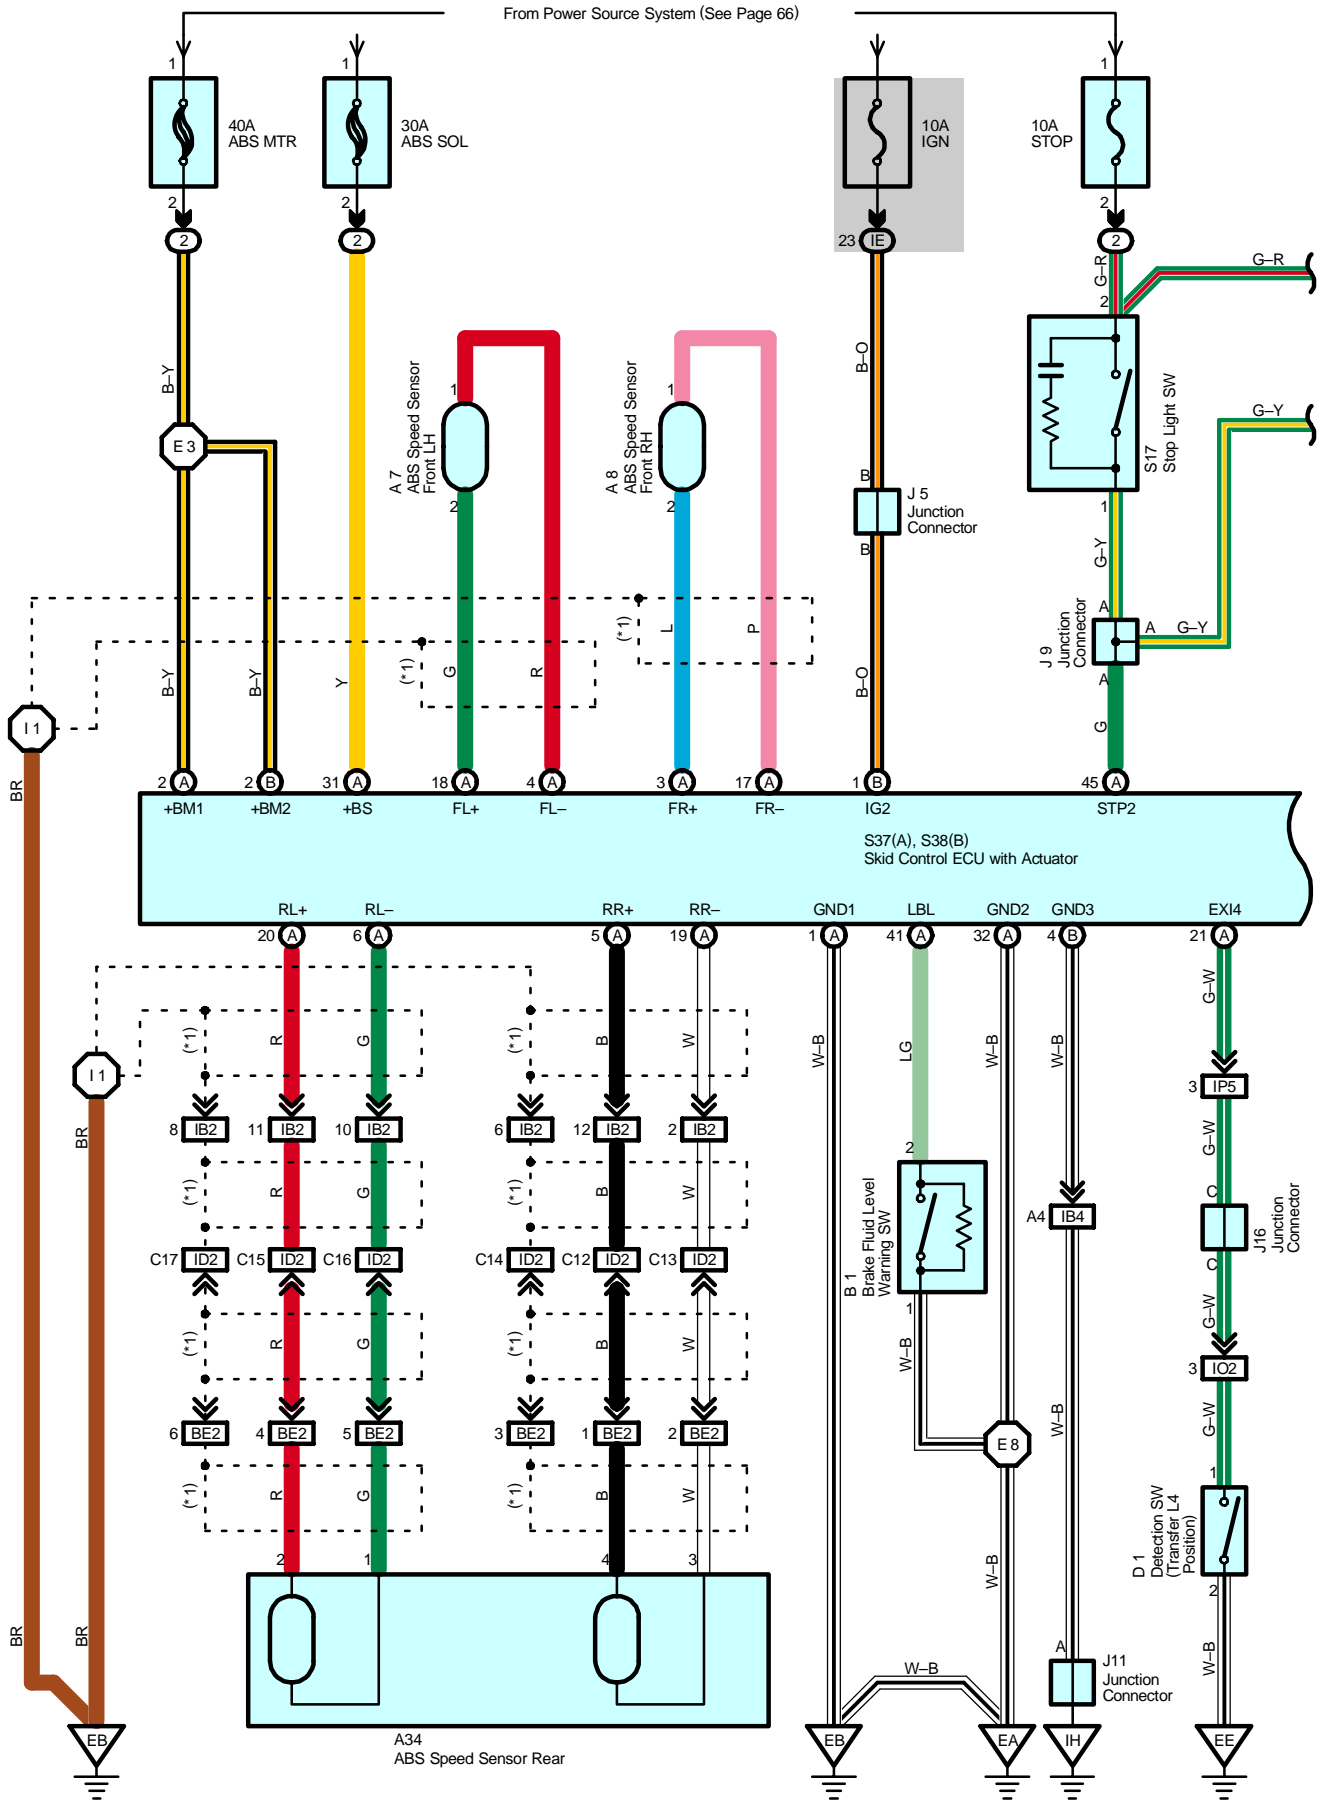 From Power Source System (See Page 66)
1
1
1
40A
ABS MTR
30A
ABS SOL
10A
IGN
10A
STOP
2
2
2
2
2
23
IE
2
G–R
G–R
2
B–Y
B–O
A 7
ABS Speed Sensor
Front LH
1
2
A 8
ABS Speed Sensor
Front RH
1
2
G–Y
S17
Stop Light SW
1
E 3
B
J 5
Junction
Connector
B
G–Y
A
A
G–Y
J 9
Junction
Connector
A
G
(*1)
L
P
(*1)
G
R
B–Y
B–Y
Y
B–O
I 1
BR
2
A
2
B
31
A
18
A
4
A
3
A
17
A
1
B
45
A
+BM1
+BM2
+BS
FL+
FL–
FR+
FR–
IG2
STP2
S37(A), S38(B)
Skid Control ECU with Actuator
RL+
RL–
RR+
RR–
GND1
LBL
GND2
GND3
EXI4
20
A
6
A
5
A
19
A
1
A
41
A
32
A
4
B
21
A
G–W
(*1)
R
G
(*1)
B
W
W–B
LG
W–B
W–B
I 1
BR
3
IP5
8
IB2
11
IB2
10
IB2
6
IB2
12
IB2
2
IB2
G–W
2
(*1)
R
G
(*1)
B
W
C
A4
IB4
B 1
Brake Fluid Level
Warning SW
J16
Junction
Connector
C17
ID2
C15
ID2
C16
ID2
C14
ID2
C12
ID2
C13
ID2
C
1
G–W
(*1)
R
G
(*1)
B
W
W–B
3
IO2
W–B
G–W
6
BE2
4
BE2
5
BE2
3
BE2
1
BE2
2
BE2
E 8
1
(*1)
R
G
(*1)
B
W
D 1
Detection SW
(Transfer L4
Position)
2
1
4
3
W–B
2
BR
BR
A
J11
Junction
Connector
W–B
W–B
EB
A34
ABS Speed Sensor Rear
EB
EA
IH
EE